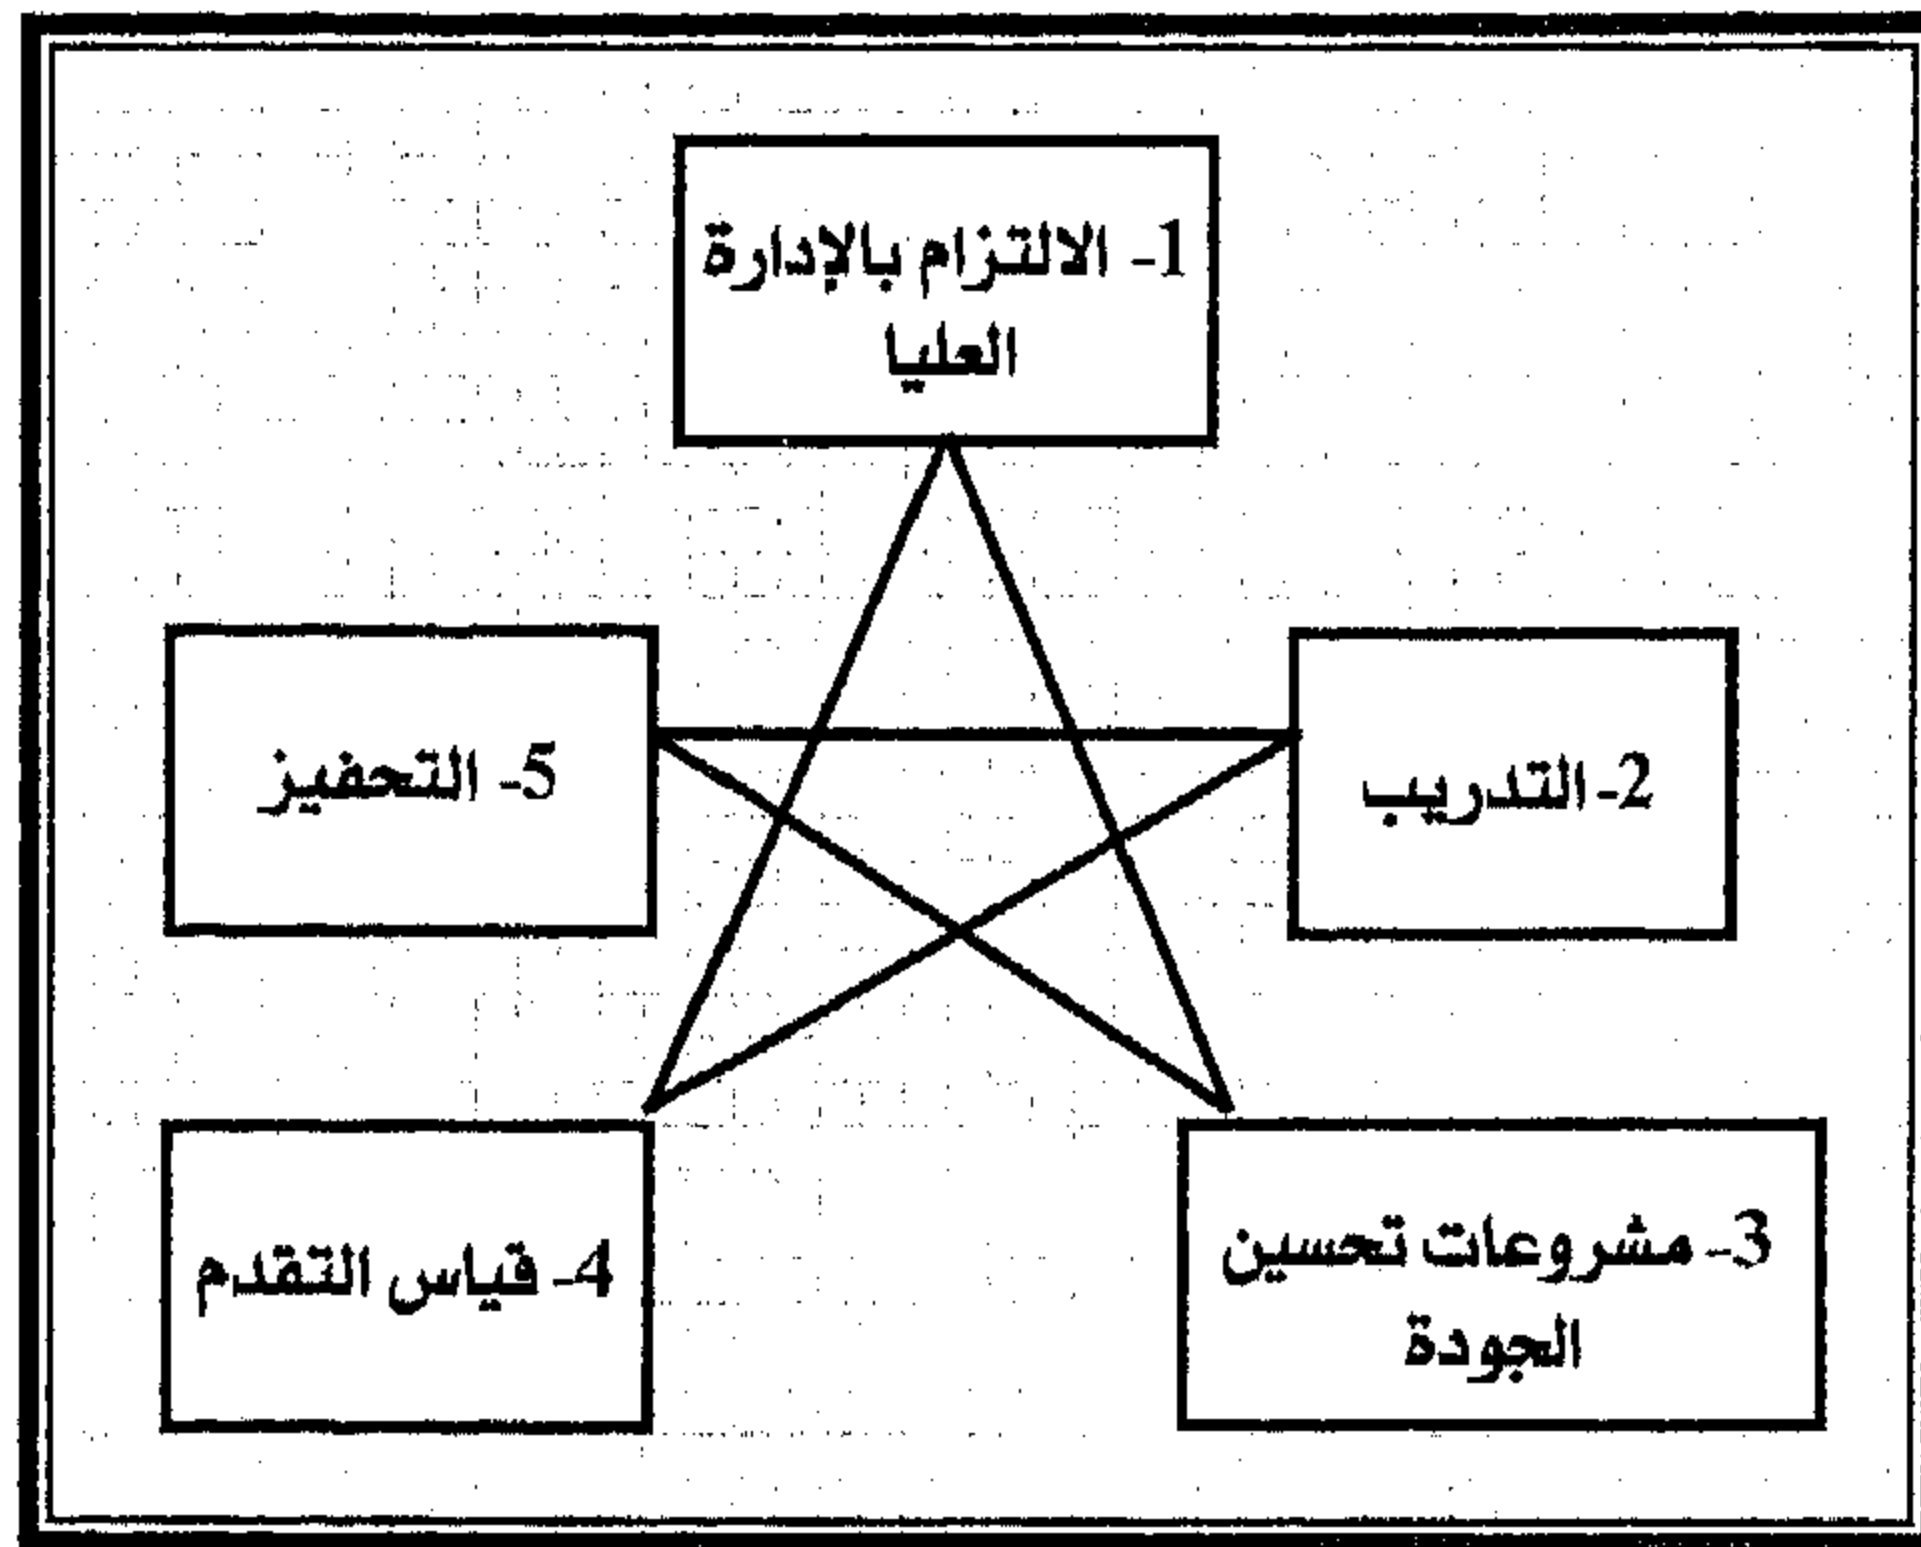 1- الالتزام بالإدارة
العليا
2- التدريب
5- التحفيز
3- مشروعات تحسين
الجودة
4- قياس التقدم